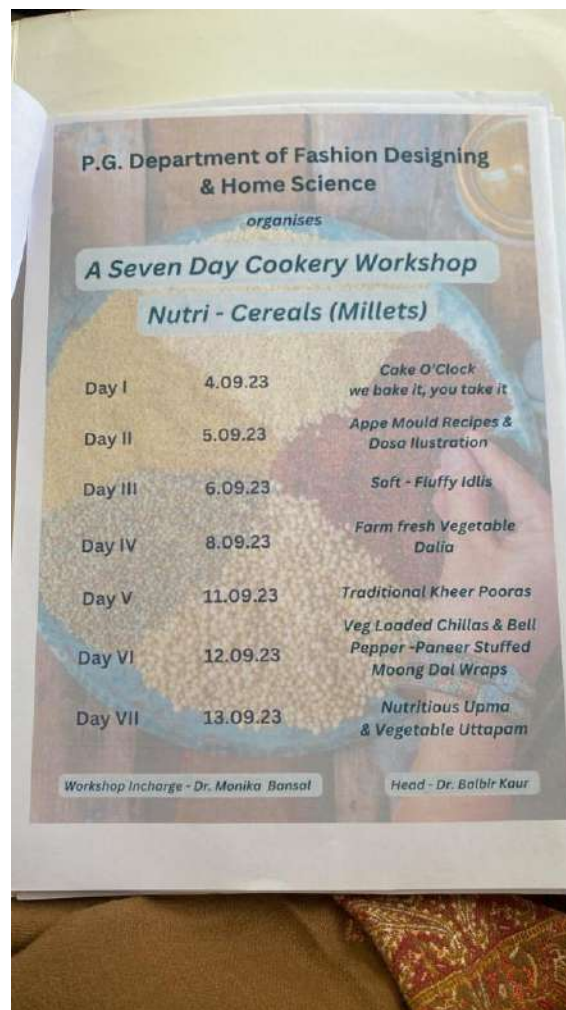 P.G. Department of Fashion Designing
& Home Science
organises
A Seven Day Cookery Workshop
Nutri - Cereals (Millets)
Day I 4.09.23 Cake O'Clock
we bake it, you take it
Day II 5.09.23 Appe Mould Recipes &
Dosa Ilustration
Day III 6.09.23 Soft - Fluffy Idlis
Day IV 8.09.23 Farm fresh Vegetable
Dalia
Day V 11.09.23 Traditional Kheer Pooras
Day VI 12.09.23 Veg Loaded Chillas & Bell
Pepper -Paneer Stuffed
Moong Dal Wraps
Day VII 13.09.23 Nutritious Upma
& Vegetable Uttapam
Workshop Incharge - Dr. Monika Bansal Head - Dr. Balbir Kaur